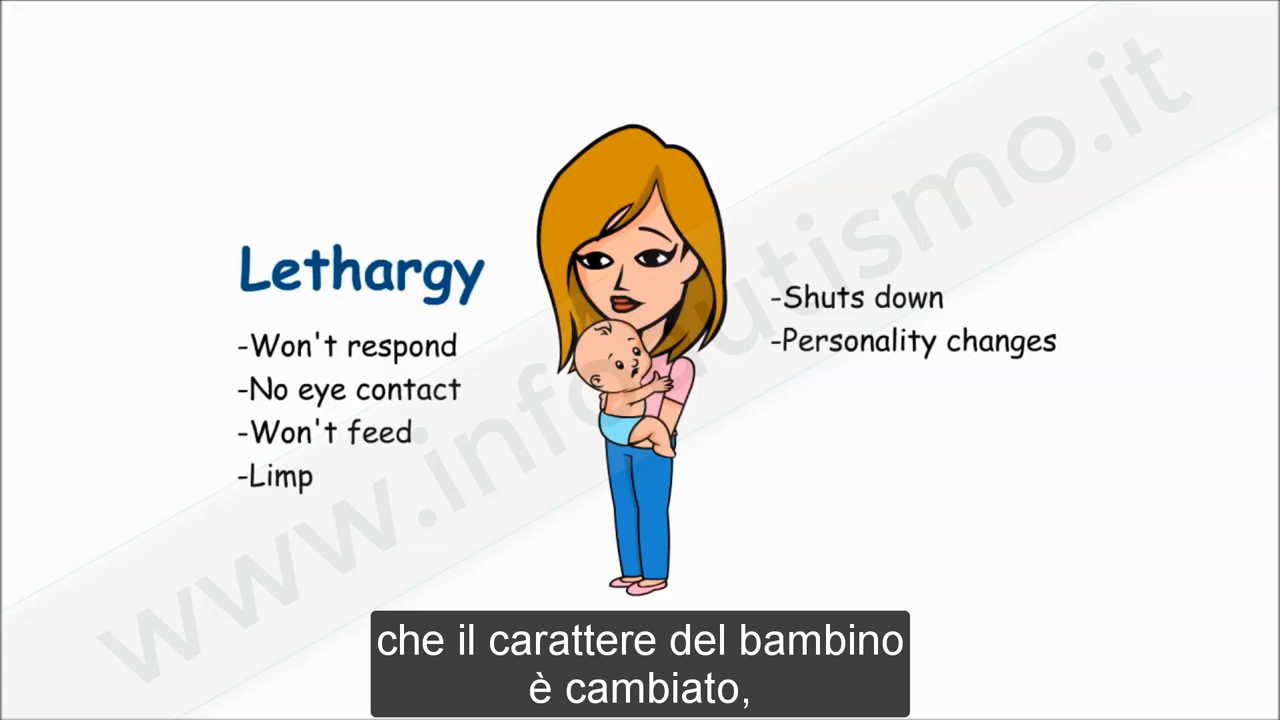 Lethargy
-Won't respond
-No eye contact
-Won't feed
-Limp
-Shuts down
-Personality changes
www.infoautismo.it
che il carattere del bambino
è cambiato,